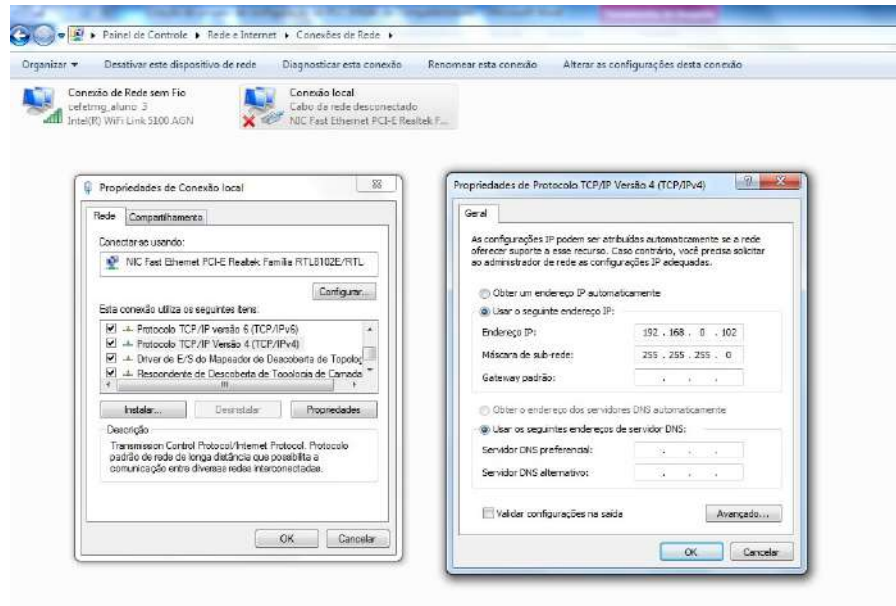 Painel de Controle ▸ Rede e Internet ▸ Conexões de Rede ▸
Organizar Desativar este dispositivo de rede Diagnosticar esta conexão Renomear esta conexão Alterar as configurações desta conexão
Conexão de Rede sem Fio
cefetmg_aluno_3
Intel(R) WiFi Link 5100 AGN
Conexão local
Cabo da rede desconectado
NIC Fast Ethernet PCI-E Realtek F...
Propriedades de Conexão local
Rede Compartilhamento
Conectar-se usando:
NIC Fast Ethernet PCI-E Realtek Família RTL8102E/RTL
Configurar...
Esta conexão utiliza os seguintes itens:
Protocolo TCP/IP versão 6 (TCP/IPv6)
Protocolo TCP/IP Versão 4 (TCP/IPv4)
Driver de E/S do Mapeador de Descoberta de Topolog
Respondente de Descoberta de Topologia de Camada
Instalar... Desinstalar Propriedades
Descrição
Transmission Control Protocol/Internet Protocol. Protocolo
padrão de rede de longa distância que possibilita a
comunicação entre diversas redes interconectadas.
OK Cancelar
Propriedades de Protocolo TCP/IP Versão 4 (TCP/IPv4)
Geral
As configurações IP podem ser atribuídas automaticamente se a rede
oferecer suporte a esse recurso. Caso contrário, você precisa solicitar
ao administrador de rede as configurações IP adequadas.
Obter um endereço IP automaticamente
Usar o seguinte endereço IP:
Endereço IP: 192 . 168 . 0 . 102
Máscara de sub-rede: 255 . 255 . 255 . 0
Gateway padrão: . . .
Obter o endereço dos servidores DNS automaticamente
Usar os seguintes endereços de servidor DNS:
Servidor DNS preferencial: . . .
Servidor DNS alternativo: . . .
Validar configurações na saída Avançado...
OK Cancelar